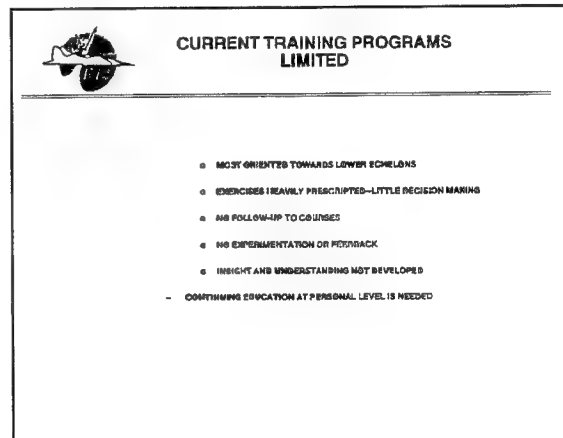 CURRENT TRAINING PROGRAMS
LIMITED
o MOST ORIENTED TOWARDS LOWER ECHELONS
o EXERCISES HEAVILY PRESCRIPTED--LITTLE DECISION MAKING
o NO FOLLOW-UP TO COURSES
o NO EXPERIMENTATION OR FEEDBACK
o INSIGHT AND UNDERSTANDING NOT DEVELOPED
- CONTINUING EDUCATION AT PERSONAL LEVEL IS NEEDED